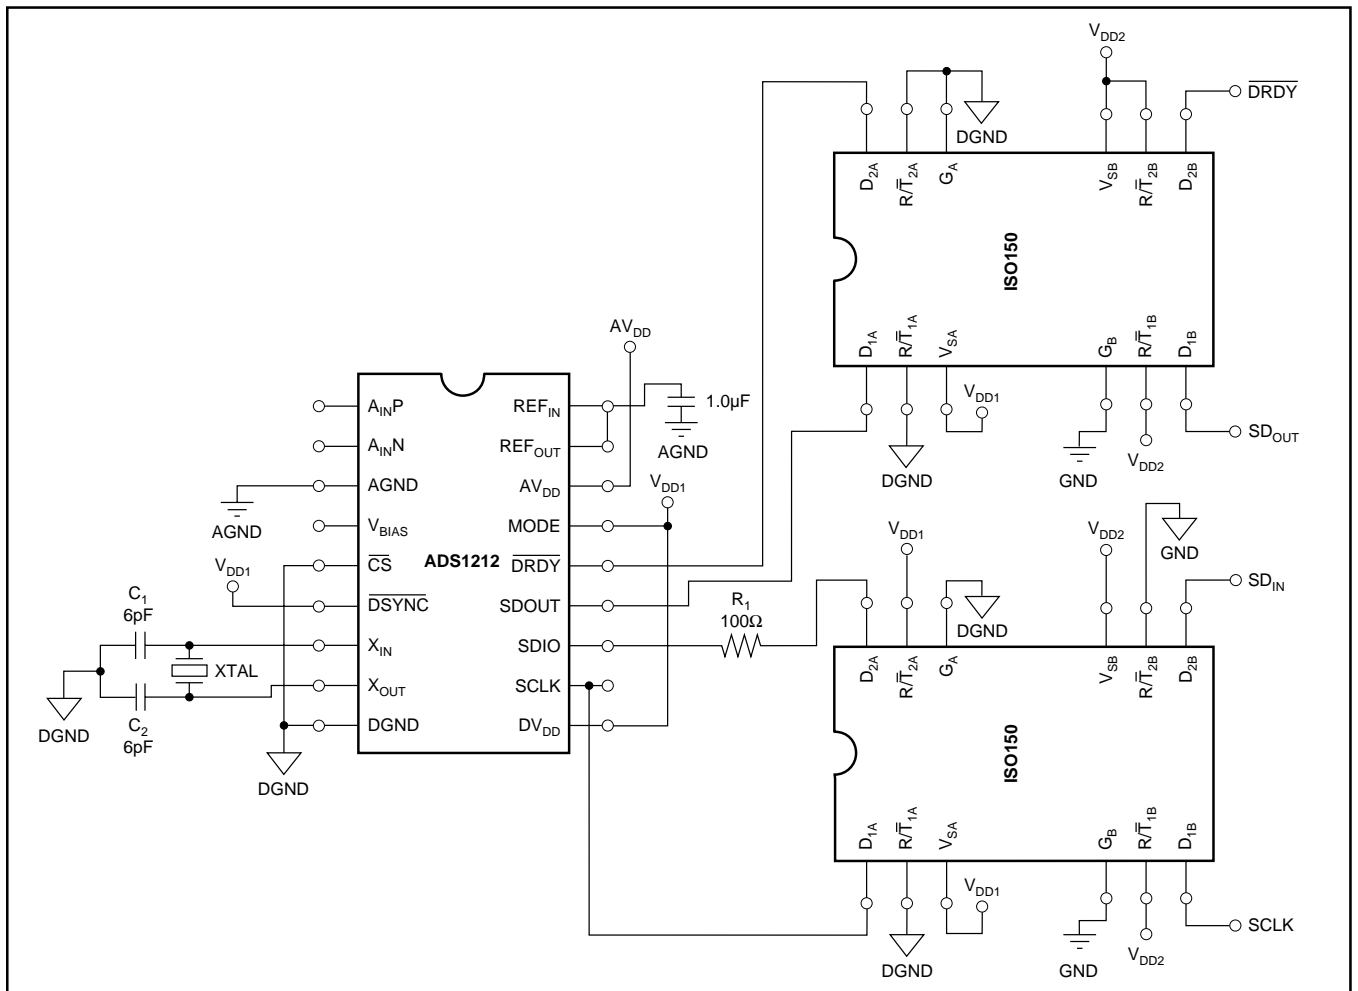 V_DD2
DRDY
DGND
D_2A
R/T_2A
G_A
V_SB
R/T_2B
D_2B
ISO150
D_1A
R/T_1A
V_SA
G_B
R/T_1B
D_1B
V_DD1
DGND
GND
V_DD2
SD_OUT
AV_DD
A_INP
A_INN
AGND
V_BIAS
CS
DSYNC
X_IN
X_OUT
DGND
ADS1212
REF_IN
REF_OUT
AV_DD
MODE
DRDY
SDOUT
SDIO
SCLK
DV_DD
1.0µF
AGND
V_DD1
AGND
V_DD1
C_1
6pF
XTAL
C_2
6pF
DGND
DGND
R_1
100Ω
V_DD1
DGND
V_DD2
GND
SD_IN
D_2A
R/T_2A
G_A
V_SB
R/T_2B
D_2B
ISO150
D_1A
R/T_1A
V_SA
G_B
R/T_1B
D_1B
V_DD1
DGND
GND
V_DD2
SCLK